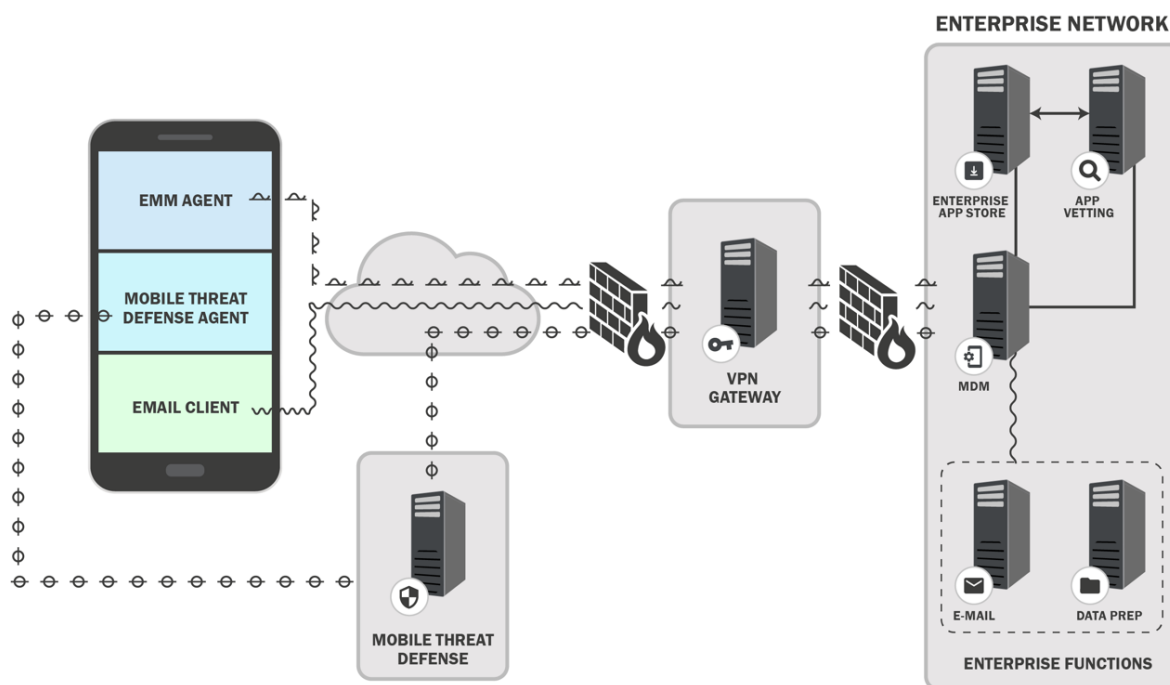 ENTERPRISE NETWORK
EMM AGENT
MOBILE THREAT
DEFENSE AGENT
EMAIL CLIENT
MOBILE THREAT
DEFENSE
VPN
GATEWAY
ENTERPRISE
APP STORE
APP
VETTING
MDM
E-MAIL
DATA PREP
ENTERPRISE FUNCTIONS